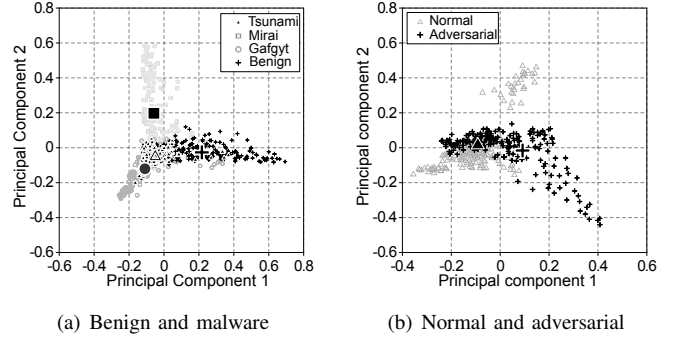 Tsunami
Mirai
Gafgyt
Benign
Principal Component 2
0.8
0.6
0.4
0.2
0
-0.2
-0.4
-0.6
-0.6 -0.4 -0.2 0 0.2 0.4 0.6 0.8
Principal Component 1
(a) Benign and malware
Normal
Adversarial
Principal component 2
0.8
0.6
0.4
0.2
0
-0.2
-0.4
-0.6
-0.4 -0.2 0 0.2 0.4 0.6
Principal component 1
(b) Normal and adversarial